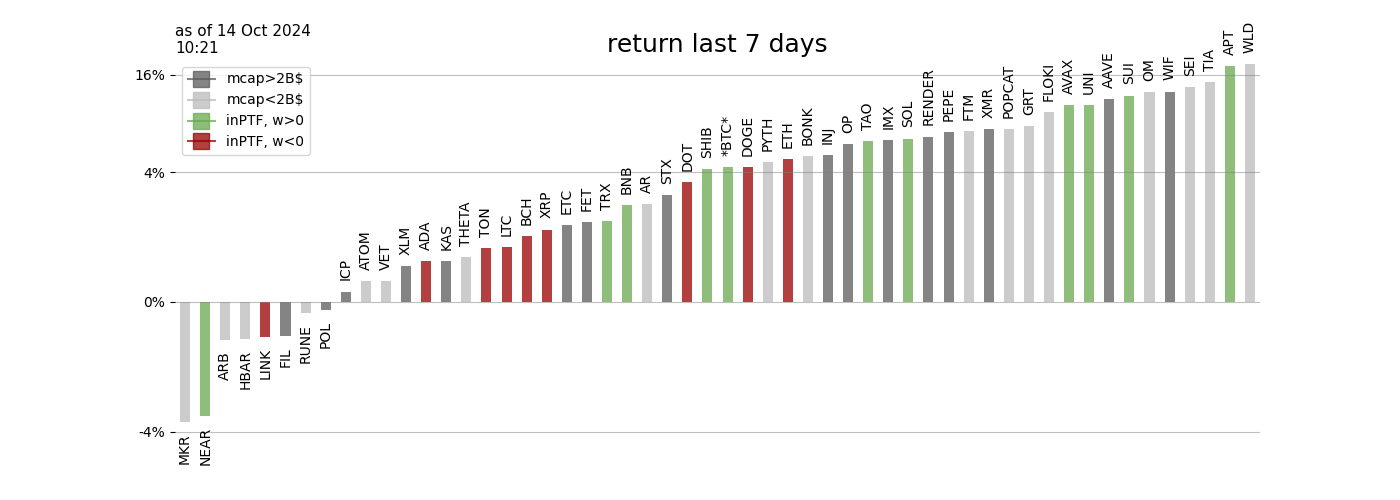 as of 14 Oct 2024
10:21
return last 7 days
mcap>2B$
mcap<2B$
inPTF, w>0
inPTF, w<0
16%
4%
0%
-4%
MKR
NEAR
ARB
HBAR
LINK
FIL
RUNE
POL
ICP
ATOM
VET
XLM
ADA
KAS
THETA
TON
LTC
BCH
XRP
ETC
FET
TRX
BNB
AR
STX
DOT
SHIB
*BTC*
DOGE
PYTH
ETH
BONK
INJ
OP
TAO
IMX
SOL
RENDER
PEPE
FTM
XMR
POPCAT
GRT
FLOKI
AVAX
UNI
AAVE
SUI
OM
WIF
SEI
TIA
APT
WLD